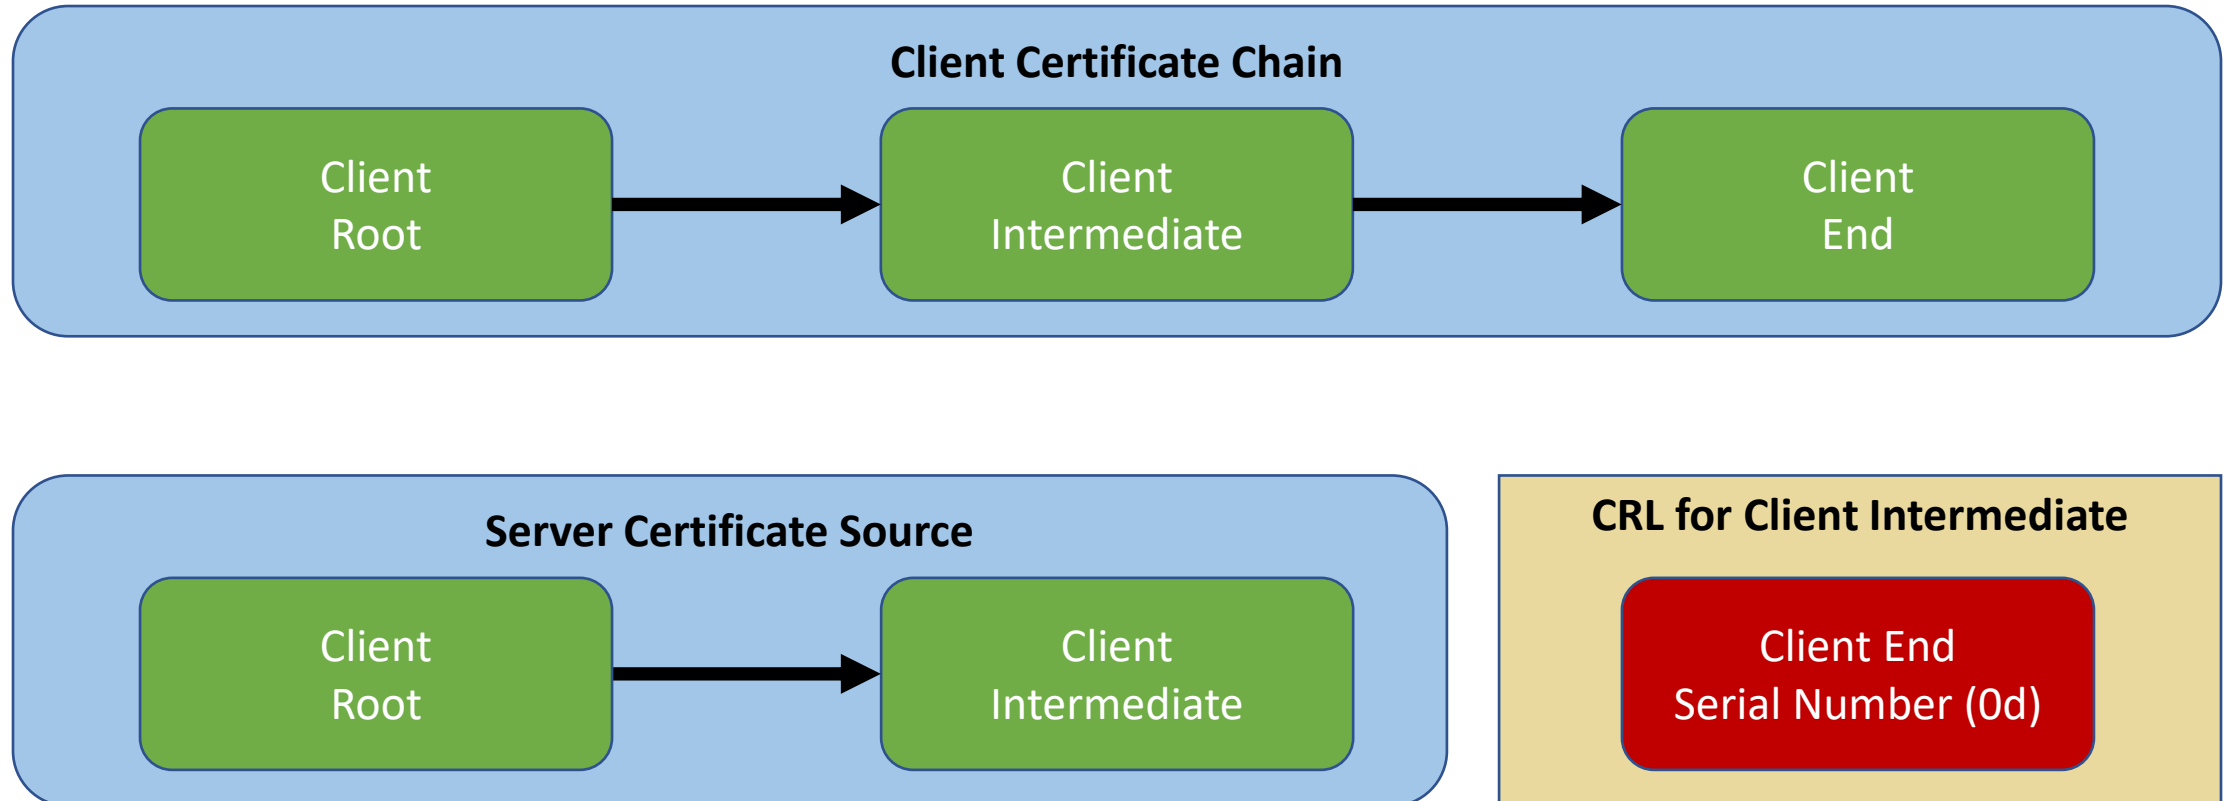 Client Certificate Chain
Client
Root
Client
Intermediate
Client
End
Server Certificate Source
Client
Root
Client
Intermediate
CRL for Client Intermediate
Client End
Serial Number (0d)